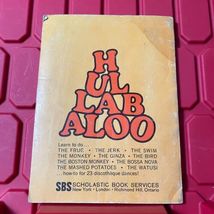 H
UL
LAB
ALOO
Learn to do...
THE FRUG • THE JERK • THE SWIM
THE MONKEY • THE GINZA • THE BIRD
THE BOSTON MONKEY • THE BOSSA NOVA
THE MASHED POTATOES • THE WATUSI
...how-to for 23 discothèque dances!
SBS SCHOLASTIC BOOK SERVICES
New York • London • Richmond Hill, Ontario